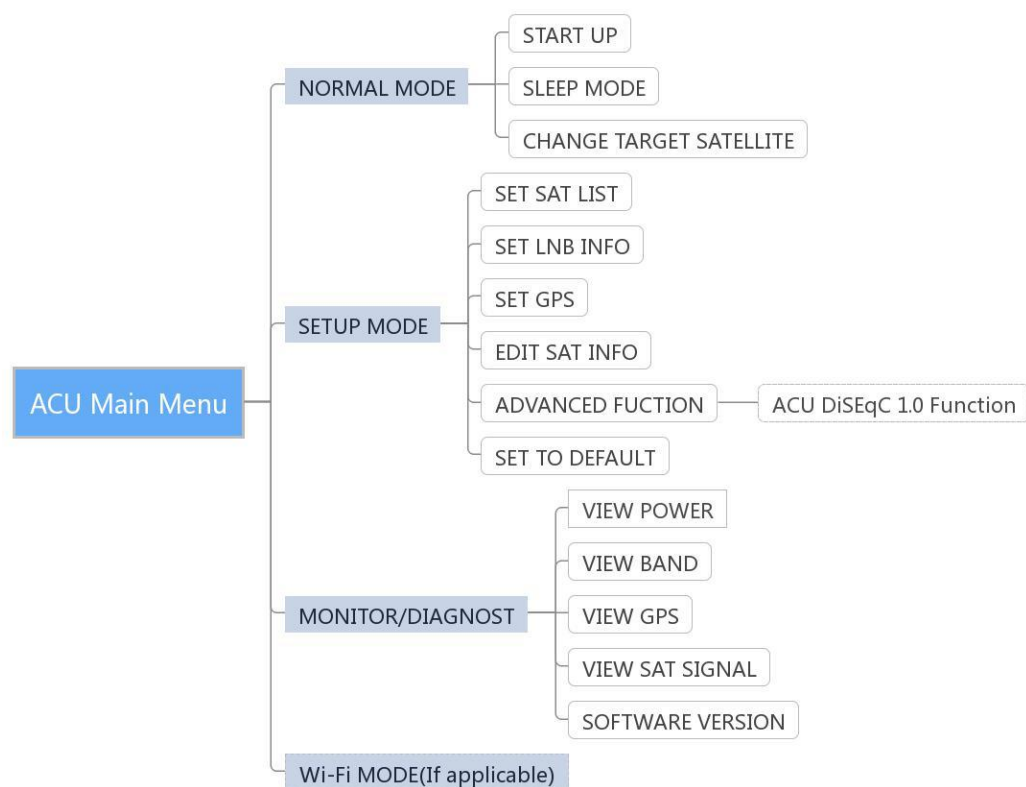 ACU Main Menu
NORMAL MODE
START UP
SLEEP MODE
CHANGE TARGET SATELLITE
SETUP MODE
SET SAT LIST
SET LNB INFO
SET GPS
EDIT SAT INFO
ADVANCED FUCTION
ACU DiSEqC 1.0 Function
SET TO DEFAULT
MONITOR/DIAGNOST
VIEW POWER
VIEW BAND
VIEW GPS
VIEW SAT SIGNAL
SOFTWARE VERSION
Wi-Fi MODE(If applicable)